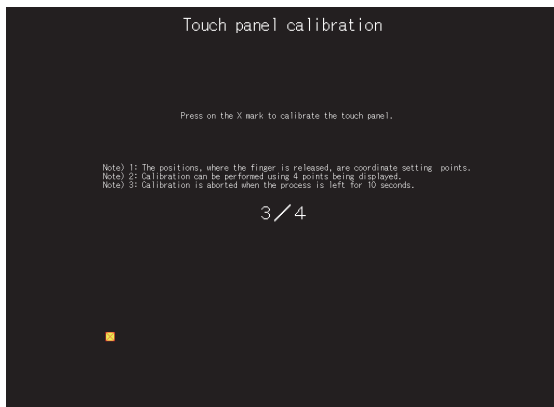 Touch panel calibration
Press on the X mark to calibrate the touch panel.
Note) 1: The positions, where the finger is released, are coordinate setting points.
Note) 2: Calibration can be performed using 4 points being displayed.
Note) 3: Calibration is aborted when the process is left for 10 seconds.
3/4